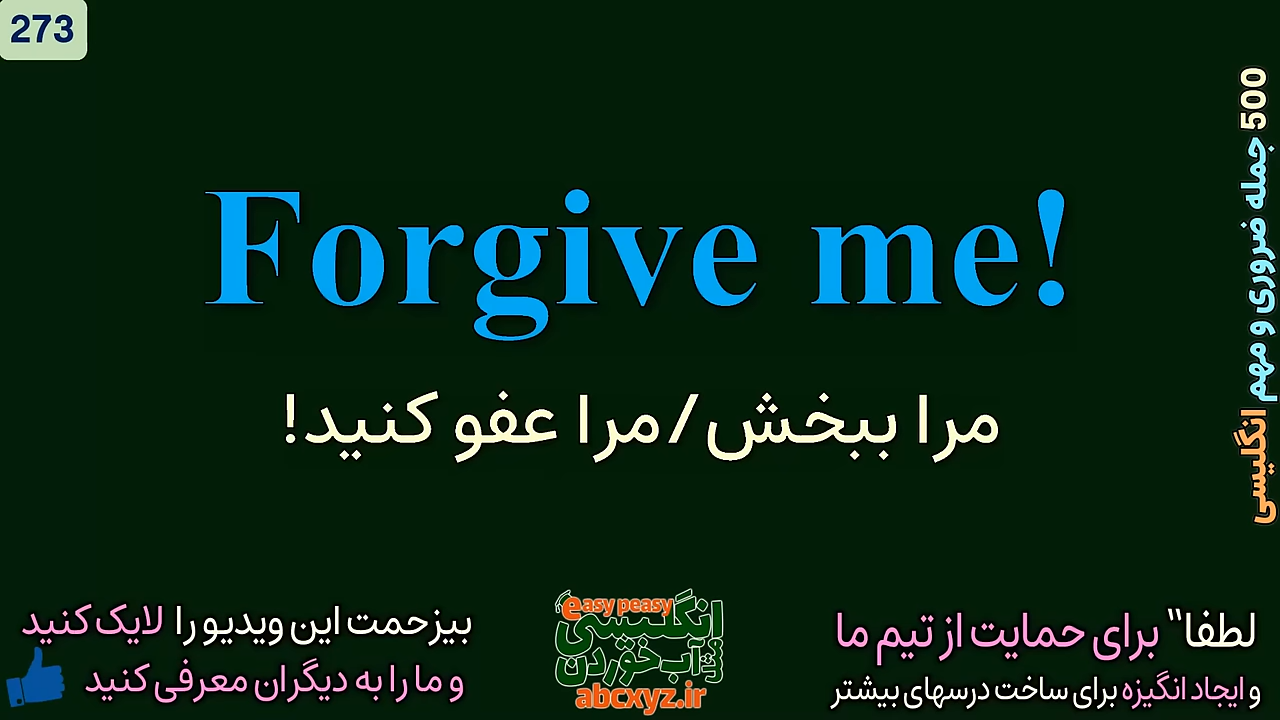 273
500 جمله ضروری و مهم انگلیسی
Forgive me!
مرا ببخش/مرا عفو کنید!
لطفا" برای حمایت از تیم ما
و ایجاد انگیزه برای ساخت درسهای بیشتر
easy peasy
انگلیسی
مثل آب خوردن
abcxyz.ir
بیزحمت این ویدیو را لایک کنید
و ما را به دیگران معرفی کنید